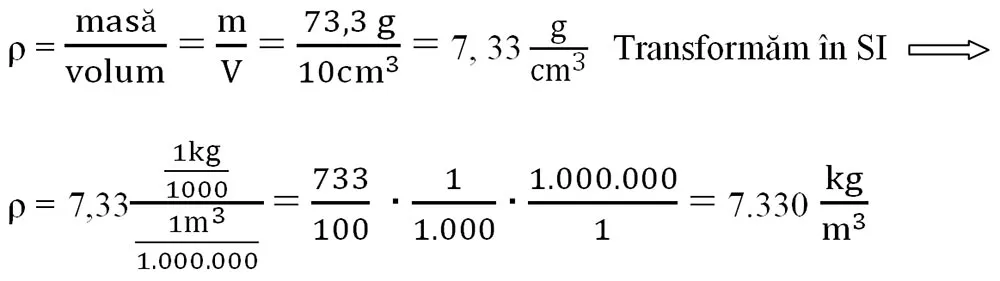 ρ = masă/volum = m/V = 73,3 g/10cm³ = 7, 33 g/cm³ Transformăm în SI ⟹
ρ = 7,33 (1kg/1000)/(1m³/1.000.000) = 733/100 · 1/1.000 · 1.000.000/1 = 7.330 kg/m³